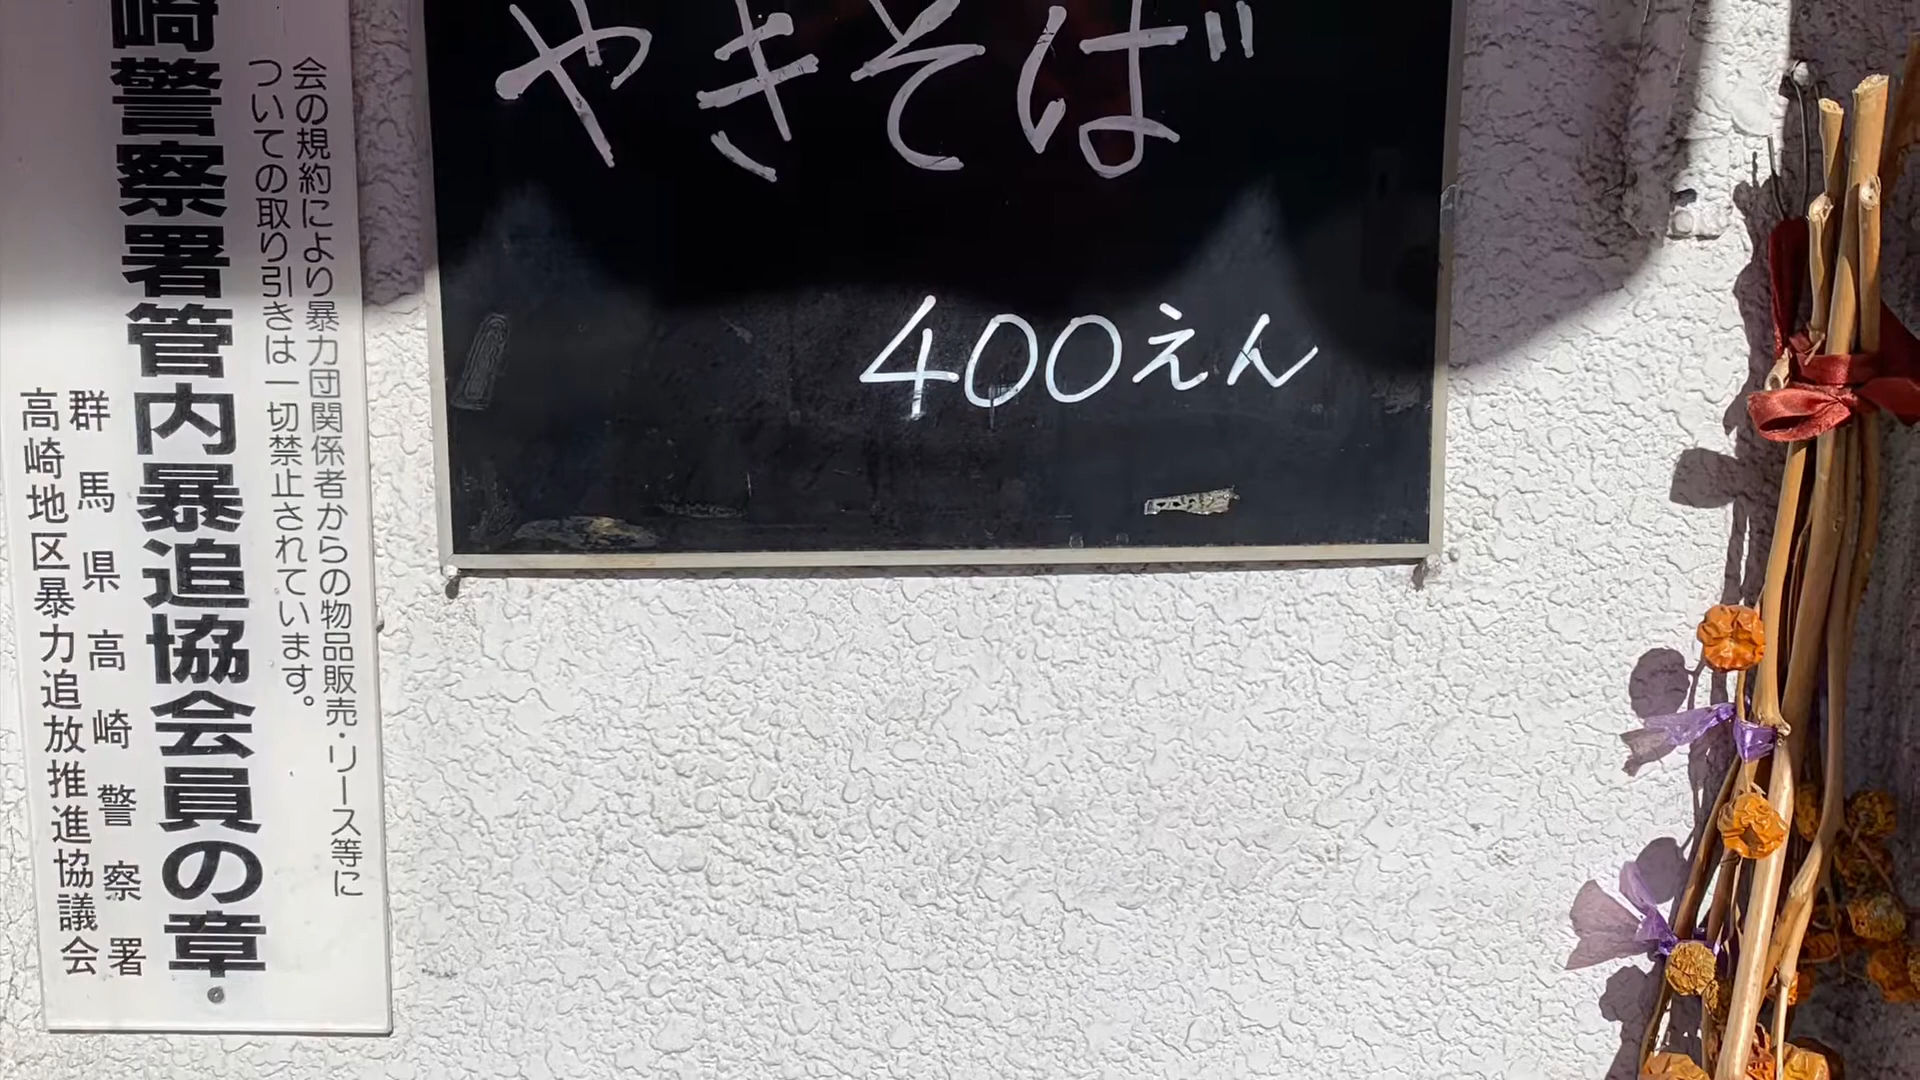 やきそば
400えん
会の規約により暴力団関係者からの物品販売・リース等に
ついての取り引きは一切禁止されています。
崎警察署管内暴追協会員の章
群馬県高崎警察署
高崎地区暴力追放推進協議会